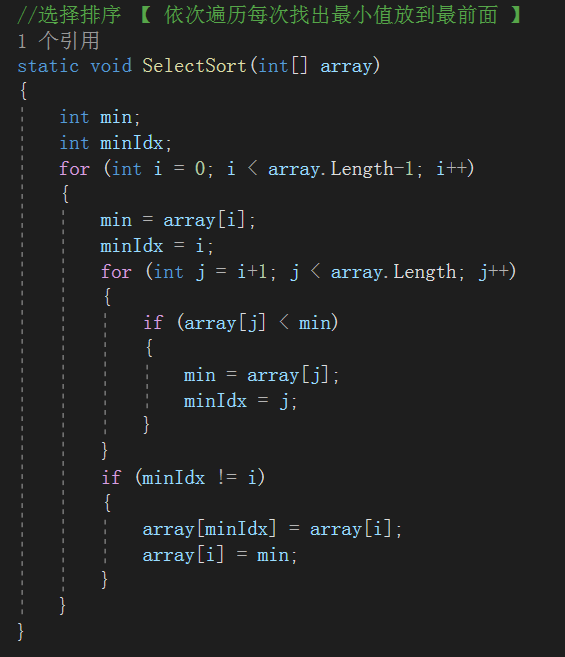 //选择排序 【 依次遍历每次找出最小值放到最前面 】
1 个引用
static void SelectSort(int[] array)
{
    int min;
    int minIdx;
    for (int i = 0; i < array.Length-1; i++)
    {
        min = array[i];
        minIdx = i;
        for (int j = i+1; j < array.Length; j++)
        {
            if (array[j] < min)
            {
                min = array[j];
                minIdx = j;
            }
        }
        if (minIdx != i)
        {
            array[minIdx] = array[i];
            array[i] = min;
        }
    }
}